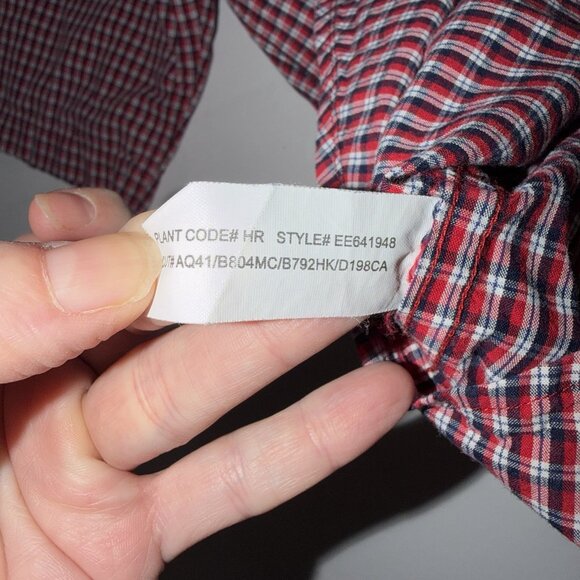 PLANT CODE# HR STYLE# EE641948
AQ41/B804MC/B792HK/D198CA